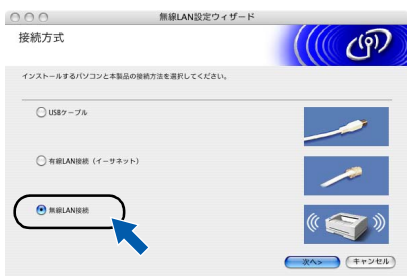 無線LAN設定ウィザード
接続方式
インストールするパソコンと本製品の接続方法を選択してください。
USBケーブル
有線LAN接続（イーサネット）
無線LAN接続
次へ>
キャンセル